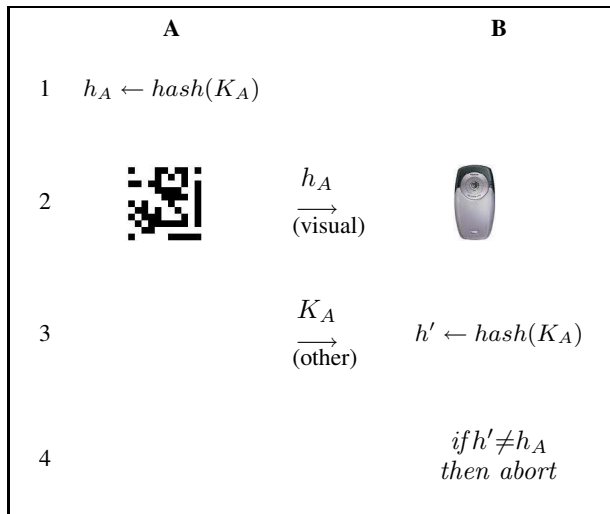 A B
1 h_A ← hash(K_A)
2 h_A → (visual)
3 K_A → (other) h′ ← hash(K_A)
4 if h′≠h_A
then abort